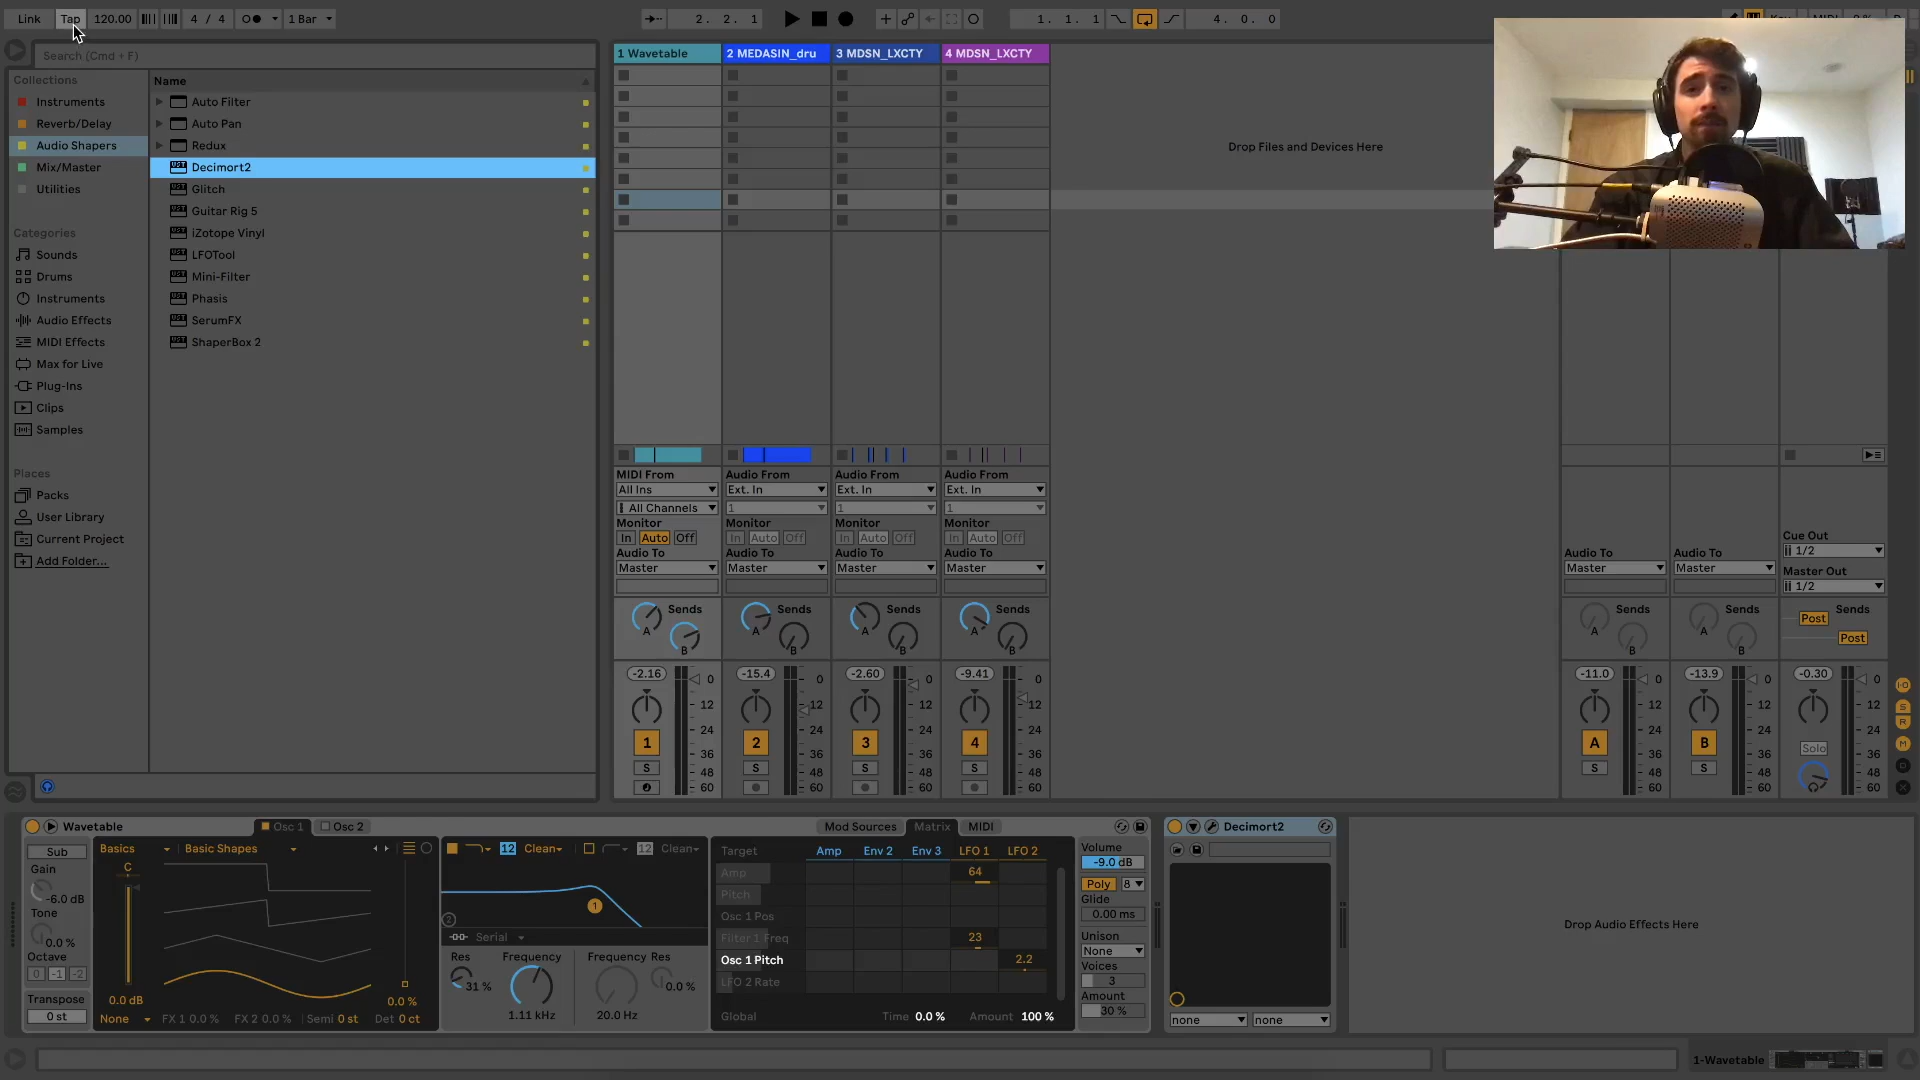 Link Tap 120.00 4 / 4 1 Bar 2. 2. 1 1. 1. 1 4. 0. 0
Search (Cmd + F)
Collections
Instruments
Reverb/Delay
Audio Shapers
Mix/Master
Utilities
Categories
Sounds
Drums
Instruments
Audio Effects
MIDI Effects
Max for Live
Plug-Ins
Clips
Samples
Places
Packs
User Library
Current Project
Add Folder...
Name
Auto Filter
Auto Pan
Redux
Decimort2
Glitch
Guitar Rig 5
iZotope Vinyl
LFOTool
Mini-Filter
Phasis
SerumFX
ShaperBox 2
1 Wavetable 2 MEDASIN_dru 3 MDSN_LXCTY 4 MDSN_LXCTY
Drop Files and Devices Here
MIDI From Audio From Audio From Audio From
All Ins Ext. In Ext. In Ext. In
All Channels 1 1 1
Monitor Monitor Monitor Monitor
In Auto Off In Auto Off In Auto Off In Auto Off
Audio To Audio To Audio To Audio To Audio To Audio To
Master Master Master Master Master Master
Cue Out
1/2
Master Out
1/2
Sends Sends Sends Sends Sends Sends Sends
A A A A A A Post
B B B B B B Post
-2.16 -15.4 -2.60 -9.41 -11.0 -13.9 -0.30
0 12 24 36 48 60
0 12 24 36 48 60
0 12 24 36 48 60
0 12 24 36 48 60
0 12 24 36 48 60
0 12 24 36 48 60
0 12 24 36 48 60
1 2 3 4 A B Solo
S S S S S S
Wavetable Osc 1 Osc 2 Mod Sources Matrix MIDI
Sub
Gain
-6.0 dB
Tone
0.0 %
Octave
0 -1 -2
Transpose
0 st
Basics Basic Shapes
C
0.0 dB 0.0 %
None FX 1 0.0 % FX 2 0.0 % Semi 0 st Det 0 ct
12 Clean 12 Clean
1
2
Serial
Res Frequency Frequency Res
31 % 0.0 %
1.11 kHz 20.0 Hz
Target Amp Env 2 Env 3 LFO 1 LFO 2
Amp 64
Pitch
Osc 1 Pos
Filter 1 Freq 23
Osc 1 Pitch 2.2
LFO 2 Rate
Global Time 0.0 % Amount 100 %
Volume
-9.0 dB
Poly 8
Glide
0.00 ms
Unison
None
Voices
3
Amount
30 %
Decimort2
none none
Drop Audio Effects Here
1-Wavetable